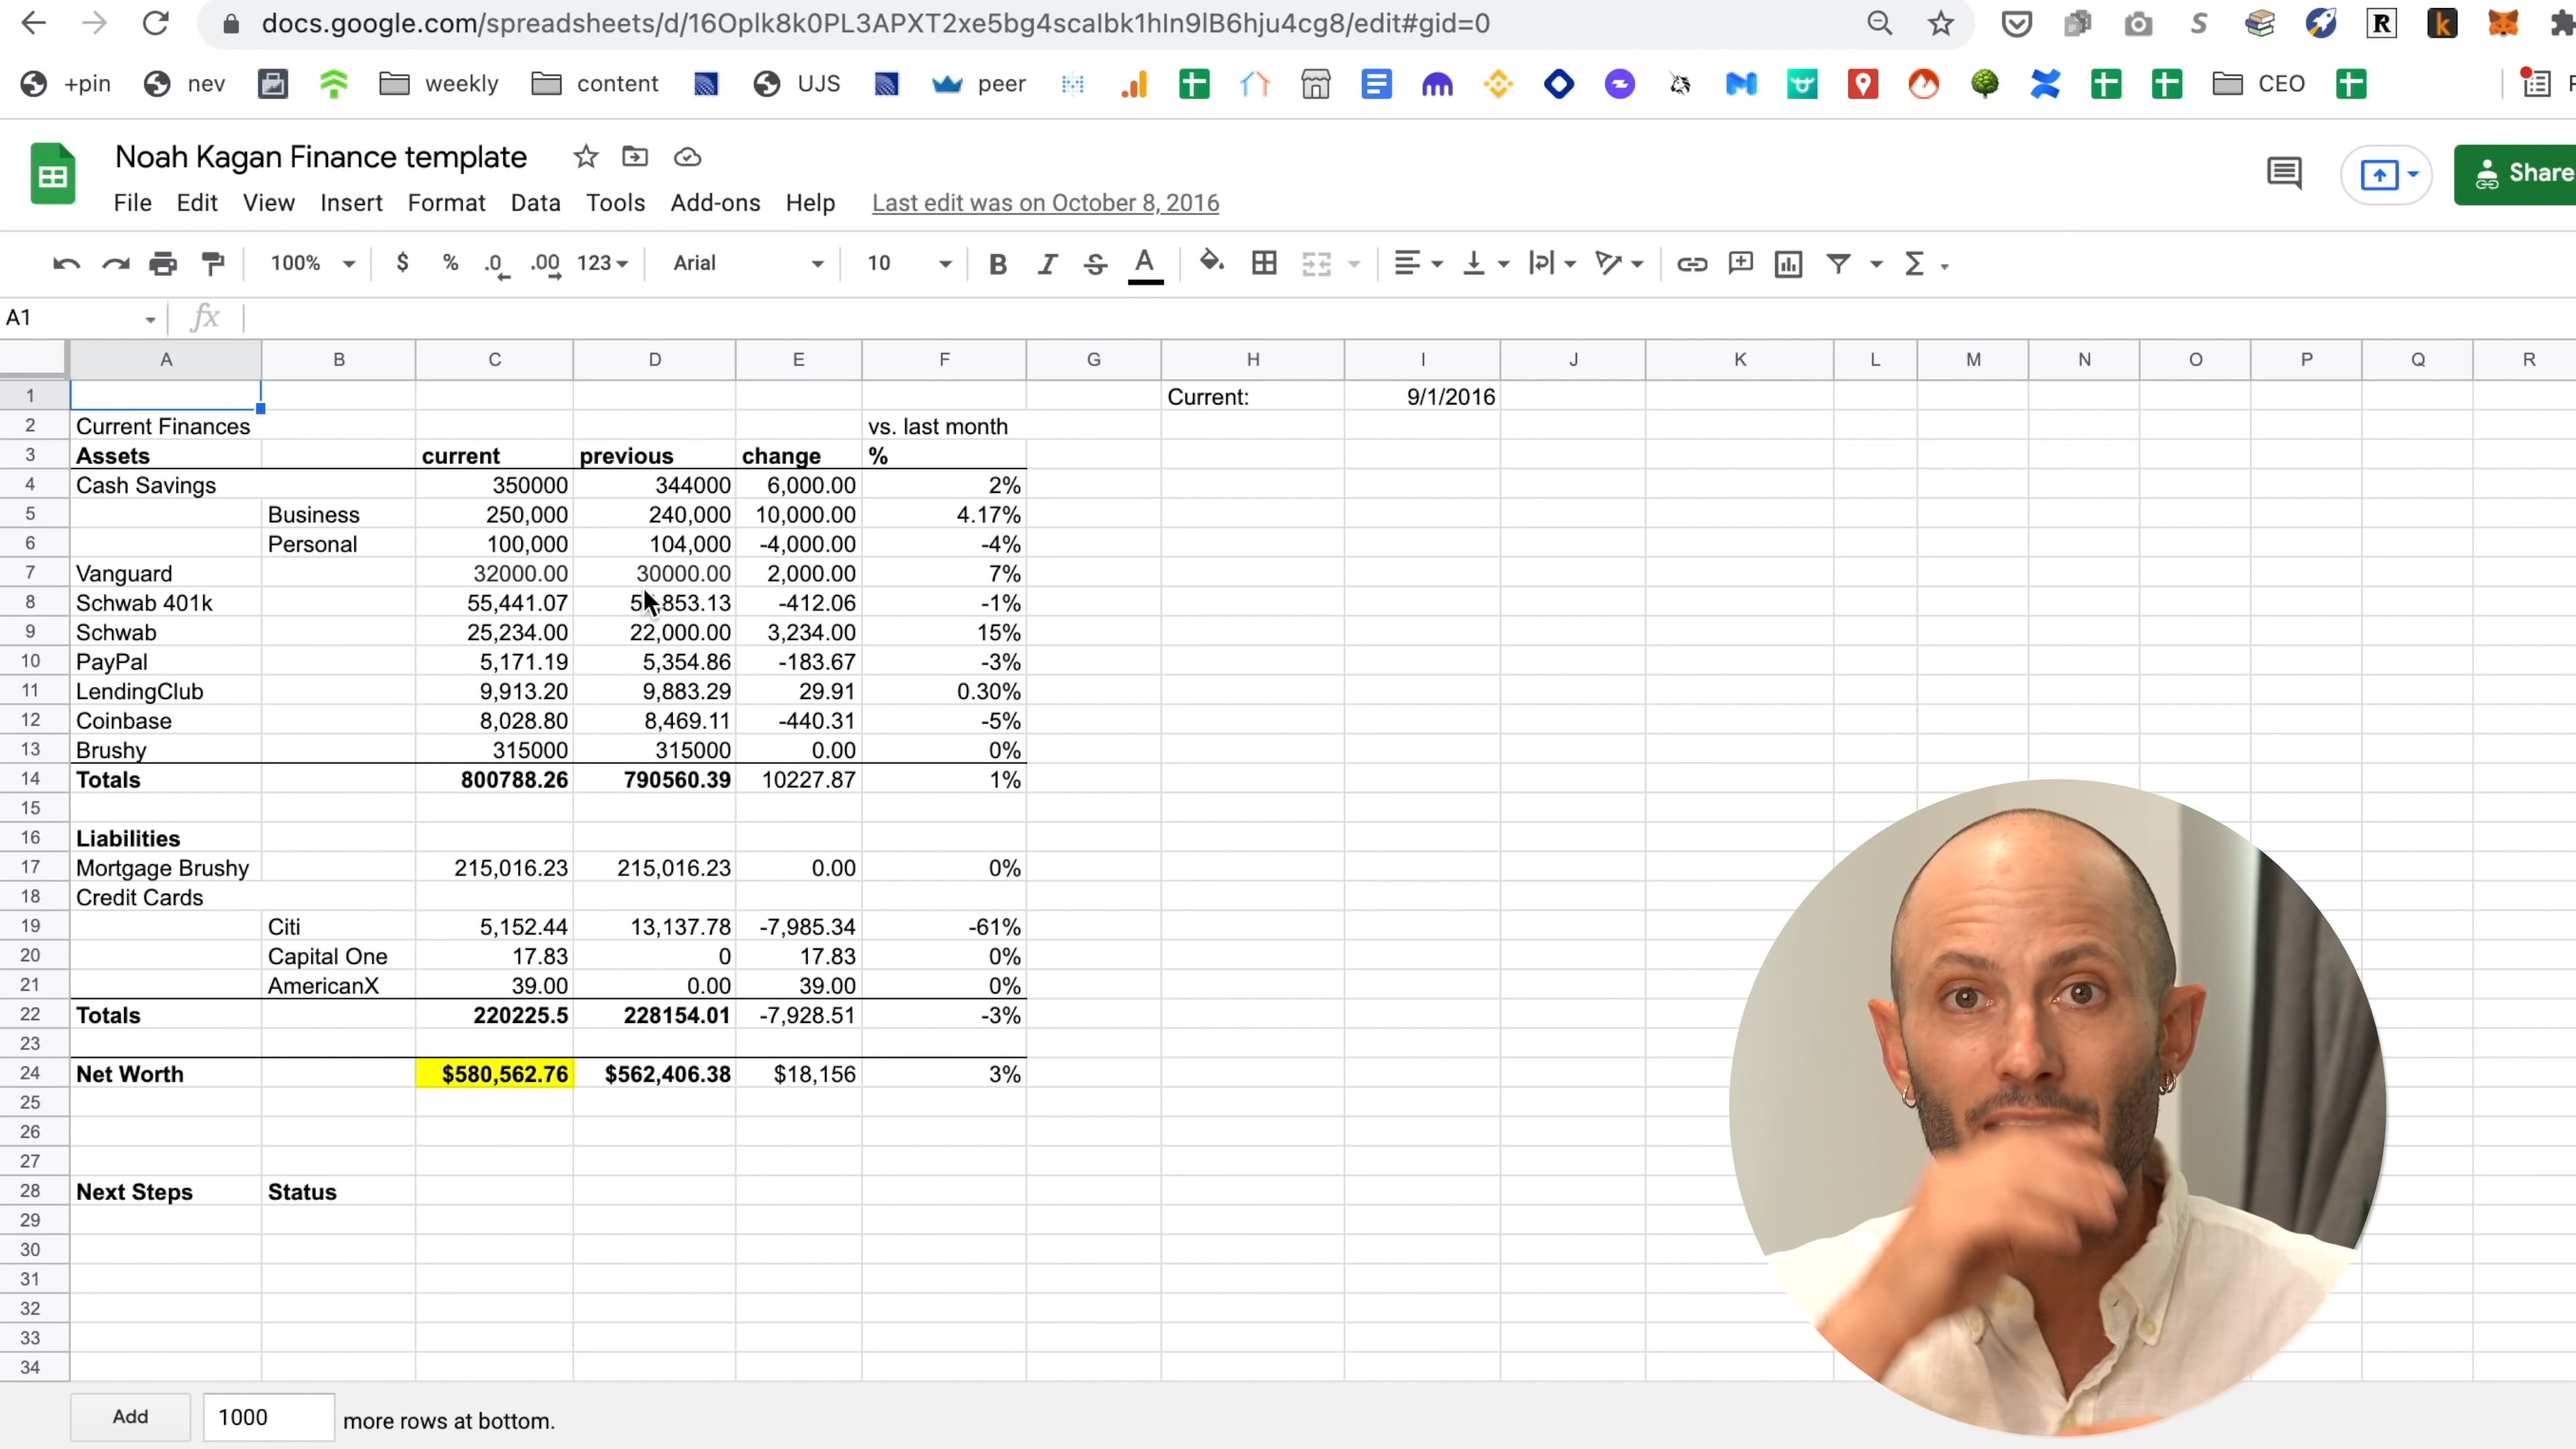 docs.google.com/spreadsheets/d/16Oplk8k0PL3APXT2xe5bg4scaIbk1hIn9IB6hju4cg8/edit#gid=0
+pin nev weekly content UJS peer CEO
Noah Kagan Finance template
File Edit View Insert Format Data Tools Add-ons Help Last edit was on October 8, 2016
Share
100% $ % .0 .00 123 Arial 10 B I S A
A1 fx
A B C D E F G H I J K L M N O P Q R
1 Current: 9/1/2016
2 Current Finances vs. last month
3 Assets current previous change %
4 Cash Savings 350000 344000 6,000.00 2%
5 Business 250,000 240,000 10,000.00 4.17%
6 Personal 100,000 104,000 -4,000.00 -4%
7 Vanguard 32000.00 30000.00 2,000.00 7%
8 Schwab 401k 55,441.07 -412.06 -1%
9 Schwab 25,234.00 22,000.00 3,234.00 15%
10 PayPal 5,171.19 5,354.86 -183.67 -3%
11 LendingClub 9,913.20 9,883.29 29.91 0.30%
12 Coinbase 8,028.80 8,469.11 -440.31 -5%
13 Brushy 315000 315000 0.00 0%
14 Totals 800788.26 790560.39 10227.87 1%
15
16 Liabilities
17 Mortgage Brushy 215,016.23 215,016.23 0.00 0%
18 Credit Cards
19 Citi 5,152.44 13,137.78 -7,985.34 -61%
20 Capital One 17.83 0 17.83 0%
21 AmericanX 39.00 0.00 39.00 0%
22 Totals 220225.5 228154.01 -7,928.51 -3%
23
24 Net Worth $580,562.76 $562,406.38 $18,156 3%
25
26
27
28 Next Steps Status
29
30
31
32
33
34
Add 1000 more rows at bottom.